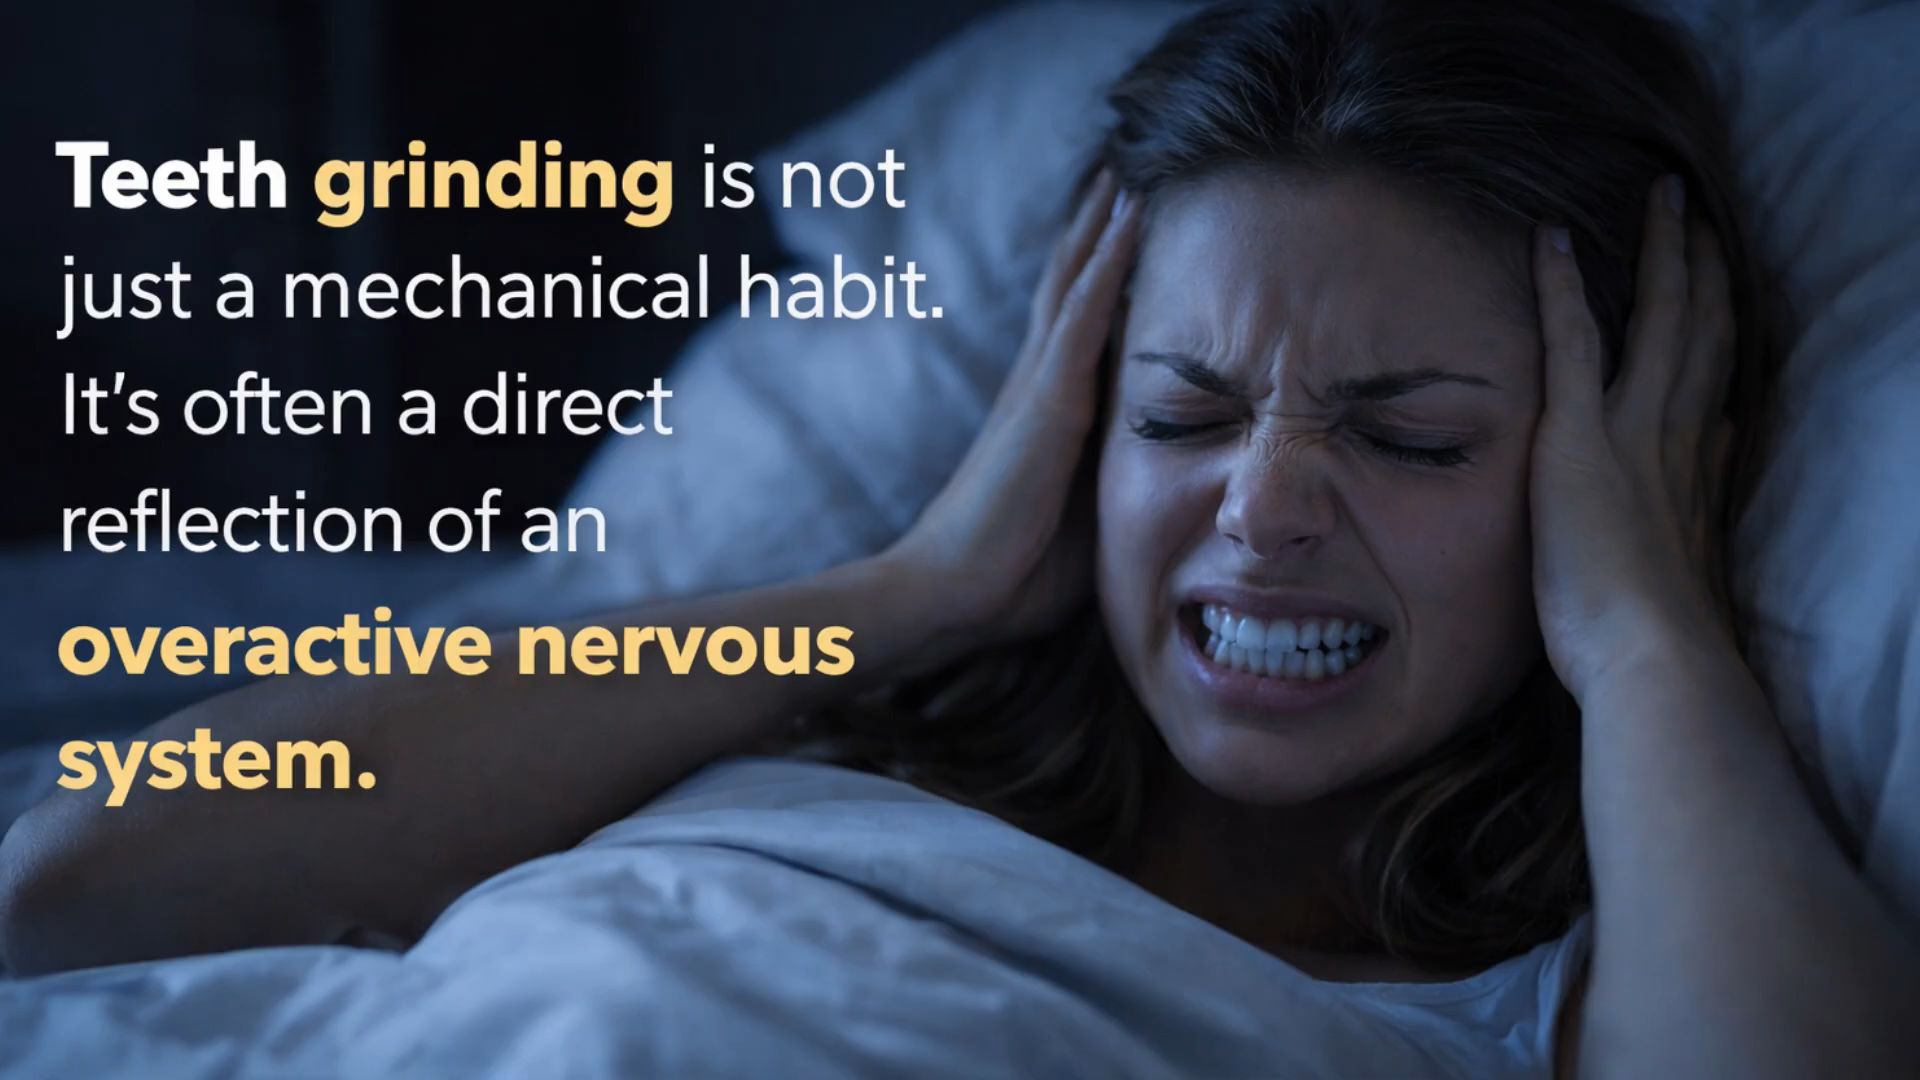 Teeth grinding is not
just a mechanical habit.
It’s often a direct
reflection of an
overactive nervous
system.